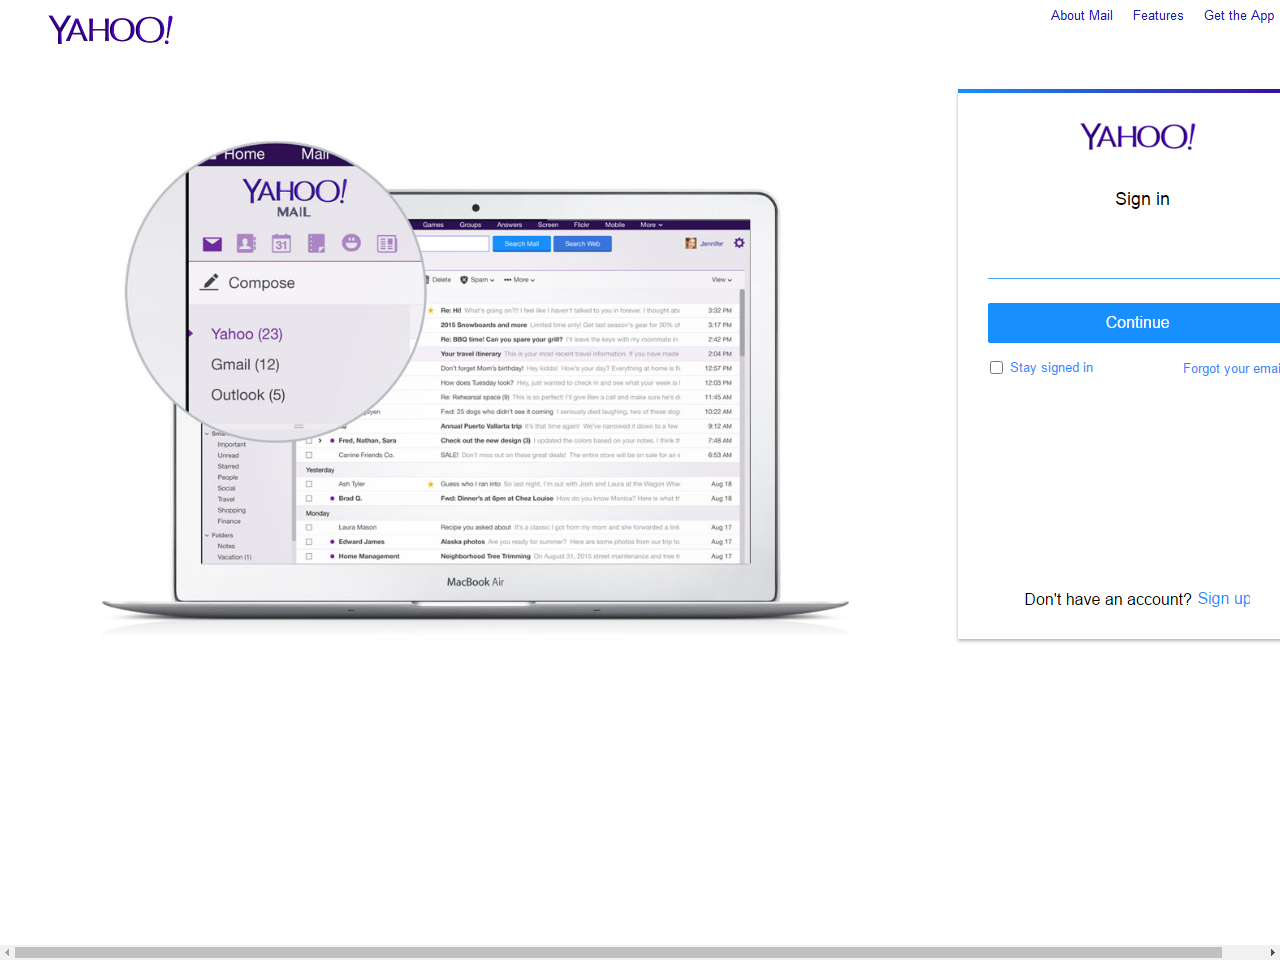 YAHOO!
About Mail Features Get the App
Home Mail
YAHOO!
MAIL
31
Compose
Yahoo (23)
Gmail (12)
Outlook (5)
Games Groups Answers Screen Flickr Mobile More
Search Mail Search Web Jennifer
Delete Spam More View
Re: Hi! What's going on?!! I feel like I haven't talked to you in forever. I thought abo 3:32 PM
2015 Snowboards and more Limited time only! Get last season's gear for 30% of 3:17 PM
Re: BBQ time! Can you spare your grill? I'll leave the keys with my roommate in 2:42 PM
Your travel itinerary This is your most recent travel information. If you have made 2:04 PM
Don't forget Mom's birthday! Hey kiddo! How's your day? Everything at home is f 12:57 PM
How does Tuesday look? Hey, just wanted to check in and see what your week is l 12:03 PM
Re: Rehearsal space (9) This is so perfect! I'll give Ben a call and make sure he's d 11:45 AM
Fwd: 25 dogs who didn't see it coming I seriously died laughing, two of these dogs 10:22 AM
Annual Puerto Vallarta trip It's that time again! We've narrowed it down to a few 9:12 AM
Fred, Nathan, Sara Check out the new design (3) I updated the colors based on your notes. I think th 7:48 AM
Canine Friends Co. SALE! Don't miss out on these great deals! The entire store will be on sale for an e 6:53 AM
Important
Unread
Starred
People
Social
Travel
Shopping
Finance
Folders
Notes
Vacation (1)
Yesterday
Ash Tyler Guess who I ran into So last night, I'm out with Josh and Laura at the Wagon Whe Aug 18
Brad Q. Fwd: Dinner's at 6pm at Chez Louise How do you know Monica? Here is what th Aug 18
Monday
Laura Mason Recipe you asked about It's a classic I got from my mom and she forwarded a link Aug 17
Edward James Alaska photos Are you ready for summer? Here are some photos from our trip to Aug 17
Home Management Neighborhood Tree Trimming On August 31, 2015 street maintenance and tree t Aug 17
MacBook Air
YAHOO!
Sign in
Continue
Stay signed in Forgot your emai
Don't have an account? Sign up